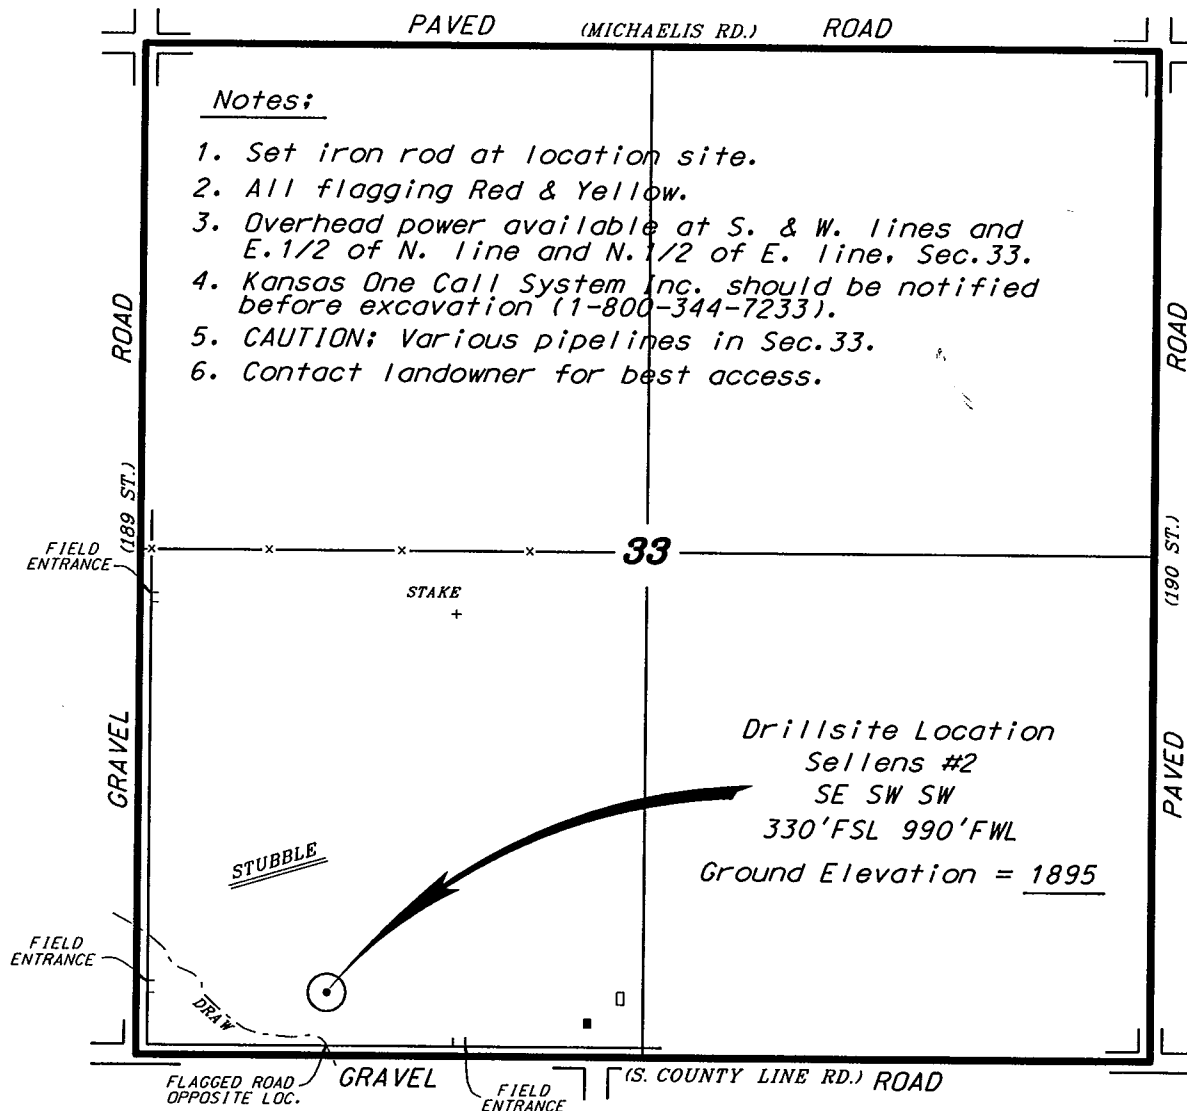 PAVED (MICHAELIS RD.) ROAD
Notes:
1. Set iron rod at location site.
2. All flagging Red & Yellow.
3. Overhead power available at S. & W. lines and
E.1/2 of N. line and N.1/2 of E. line, Sec.33.
4. Kansas One Call System Inc. should be notified
before excavation (1-800-344-7233).
5. CAUTION: Various pipelines in Sec.33.
6. Contact landowner for best access.
ROAD
ROAD
(189 ST.)
(190 ST.)
FIELD
ENTRANCE
33
STAKE
GRAVEL
PAVED
Drillsite Location
Sellens #2
SE SW SW
330'FSL 990'FWL
Ground Elevation = 1895
STUBBLE
FIELD
ENTRANCE
DRAW
FLAGGED ROAD
OPPOSITE LOC.
GRAVEL (S. COUNTY LINE RD.) ROAD
FIELD
ENTRANCE